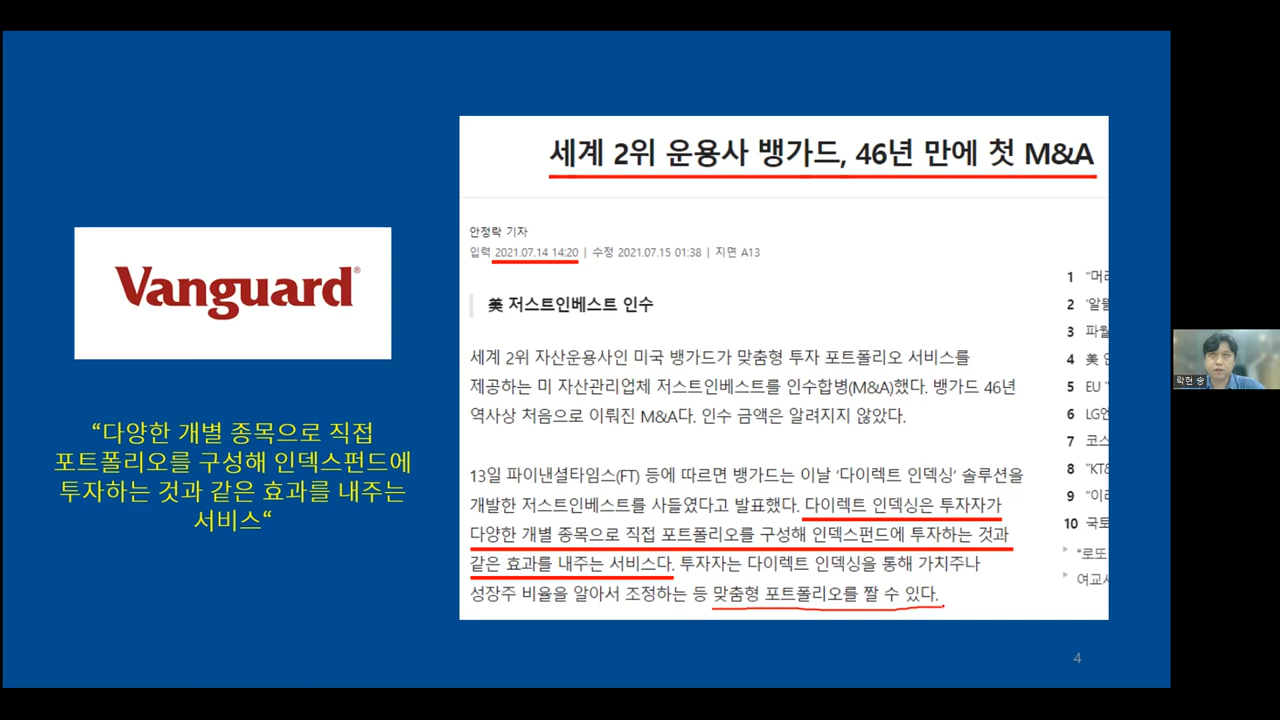 Vanguard®
“다양한 개별 종목으로 직접
포트폴리오를 구성해 인덱스펀드에
투자하는 것과 같은 효과를 내주는
서비스“
세계 2위 운용사 뱅가드, 46년 만에 첫 M&A
안정락 기자
입력 2021.07.14 14:20 | 수정 2021.07.15 01:38 | 지면 A13
美 저스트인베스트 인수
세계 2위 자산운용사인 미국 뱅가드가 맞춤형 투자 포트폴리오 서비스를
제공하는 미 자산관리업체 저스트인베스트를 인수합병(M&A)했다. 뱅가드 46년
역사상 처음으로 이뤄진 M&A다. 인수 금액은 알려지지 않았다.
13일 파이낸셜타임스(FT) 등에 따르면 뱅가드는 이날 ‘다이렉트 인덱싱’ 솔루션을
개발한 저스트인베스트를 사들였다고 발표했다. 다이렉트 인덱싱은 투자자가
다양한 개별 종목으로 직접 포트폴리오를 구성해 인덱스펀드에 투자하는 것과
같은 효과를 내주는 서비스다. 투자자는 다이렉트 인덱싱을 통해 가치주나
성장주 비율을 알아서 조정하는 등 맞춤형 포트폴리오를 짤 수 있다.
1
2 '알뜰
3 파월
4 美
5 EU "
6
7 코스
8 "KT&
9 "이
10 국토
"로또
여교사
락현 송
4